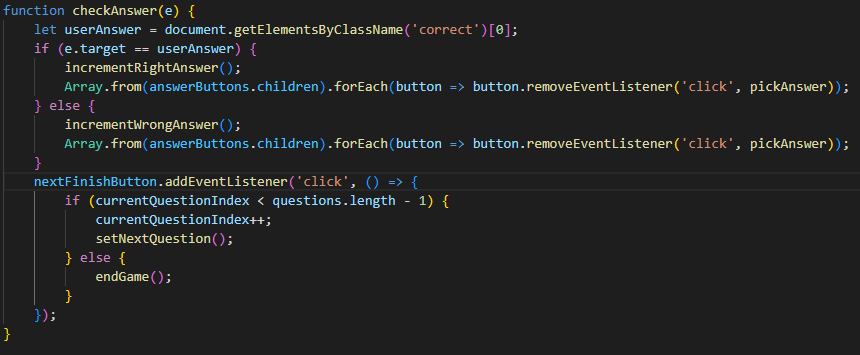 function checkAnswer(e) {
    let userAnswer = document.getElementsByClassName('correct')[0];
    if (e.target == userAnswer) {
        incrementRightAnswer();
        Array.from(answerButtons.children).forEach(button => button.removeEventListener('click', pickAnswer));
    } else {
        incrementWrongAnswer();
        Array.from(answerButtons.children).forEach(button => button.removeEventListener('click', pickAnswer));
    }
    nextFinishButton.addEventListener('click', () => {
        if (currentQuestionIndex < questions.length - 1) {
            currentQuestionIndex++;
            setNextQuestion();
        } else {
            endGame();
        }
    });
}